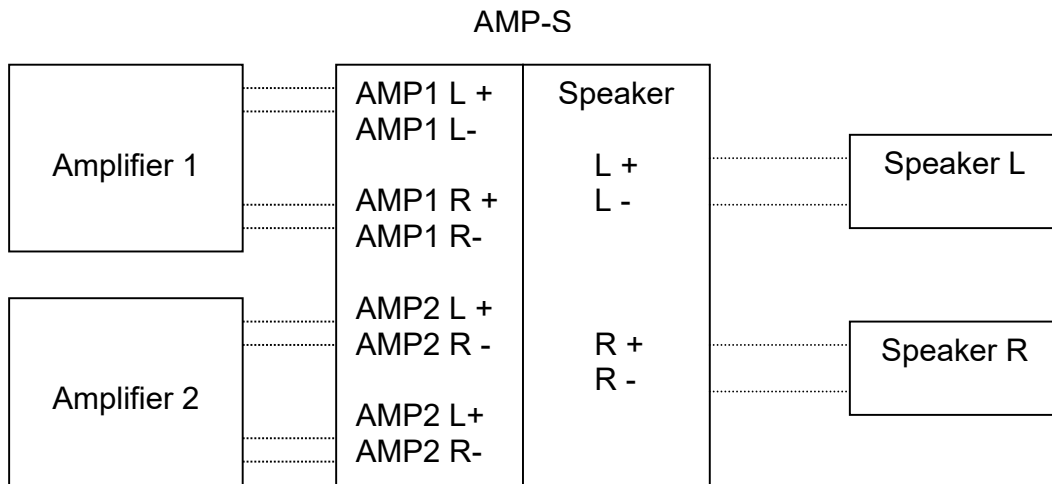 AMP-S
Amplifier 1
AMP1 L +
AMP1 L-
AMP1 R +
AMP1 R-
Amplifier 2
AMP2 L +
AMP2 R -
AMP2 L+
AMP2 R-
Speaker
L +
L -
R +
R -
Speaker L
Speaker R